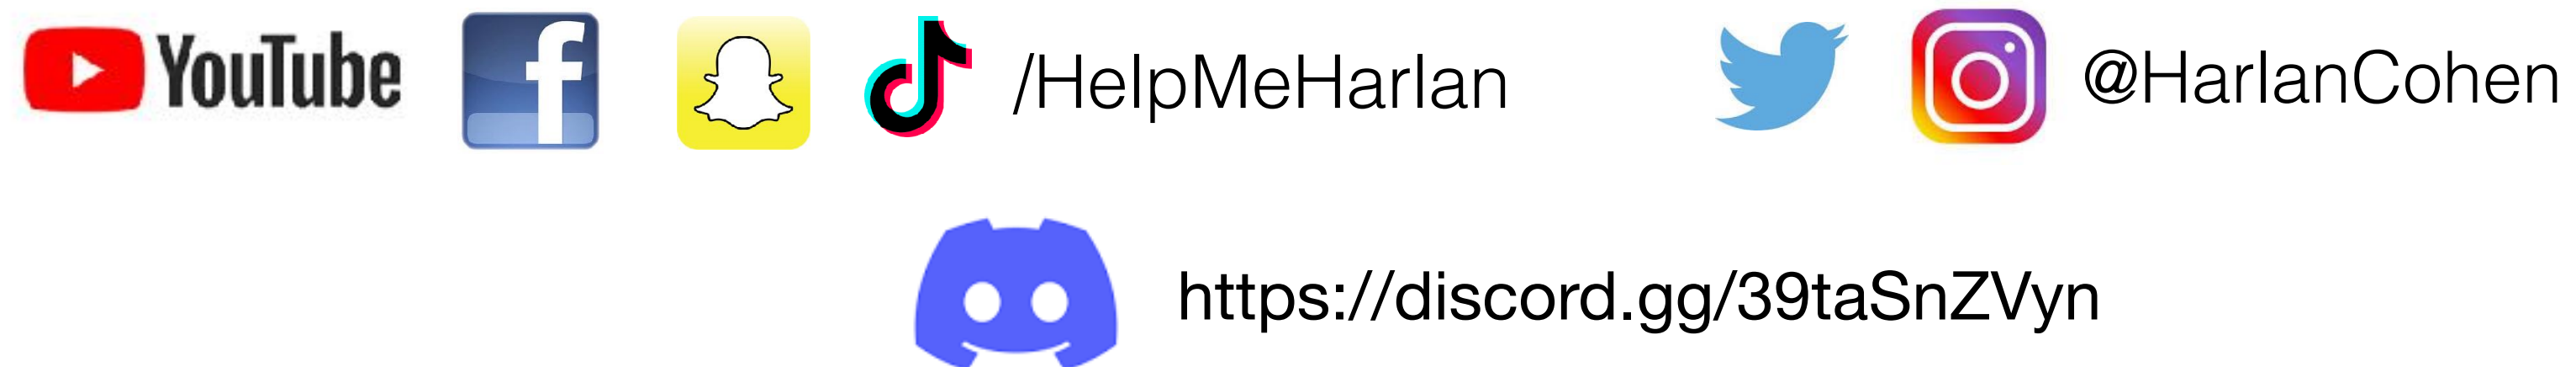 YouTube /HelpMeHarlan @HarlanCohen
https://discord.gg/39taSnZVyn